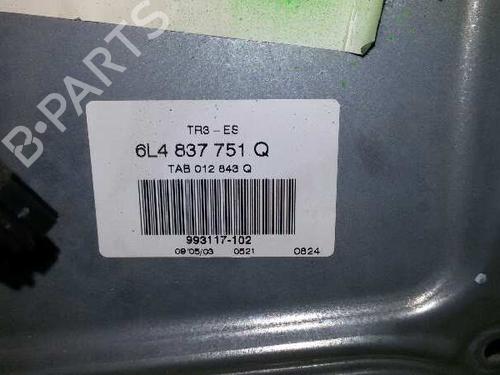 B-PARTS
TR3-ES
6L4 837 751 Q
TAB 012 843 Q
993117-102
09'05/03 0521 0824